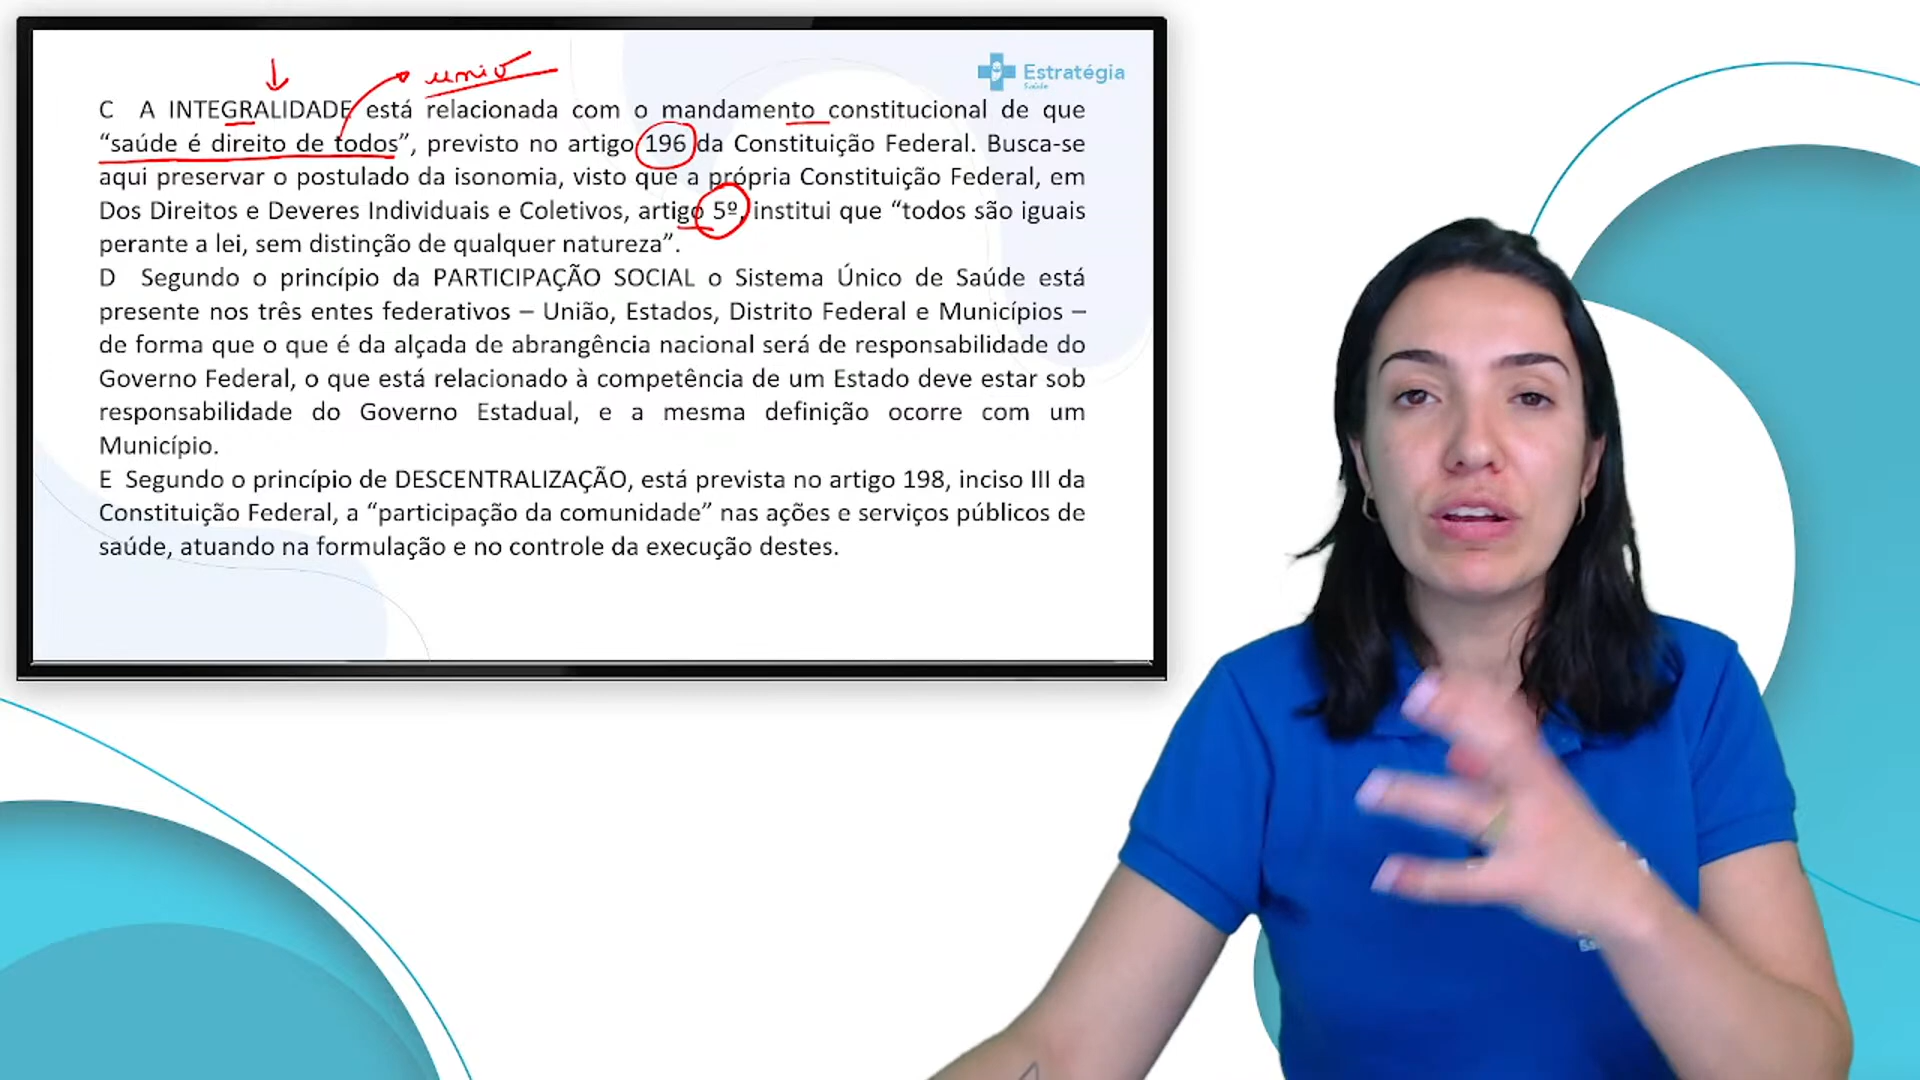 univ
Estratégia
Saúde
C A INTEGRALIDADE está relacionada com o mandamento constitucional de que
“saúde é direito de todos”, previsto no artigo 196 da Constituição Federal. Busca-se
aqui preservar o postulado da isonomia, visto que a própria Constituição Federal, em
Dos Direitos e Deveres Individuais e Coletivos, artigo 5º, institui que “todos são iguais
perante a lei, sem distinção de qualquer natureza”.
D Segundo o princípio da PARTICIPAÇÃO SOCIAL o Sistema Único de Saúde está
presente nos três entes federativos – União, Estados, Distrito Federal e Municípios –
de forma que o que é da alçada de abrangência nacional será de responsabilidade do
Governo Federal, o que está relacionado à competência de um Estado deve estar sob
responsabilidade do Governo Estadual, e a mesma definição ocorre com um
Município.
E Segundo o princípio de DESCENTRALIZAÇÃO, está prevista no artigo 198, inciso III da
Constituição Federal, a “participação da comunidade” nas ações e serviços públicos de
saúde, atuando na formulação e no controle da execução destes.